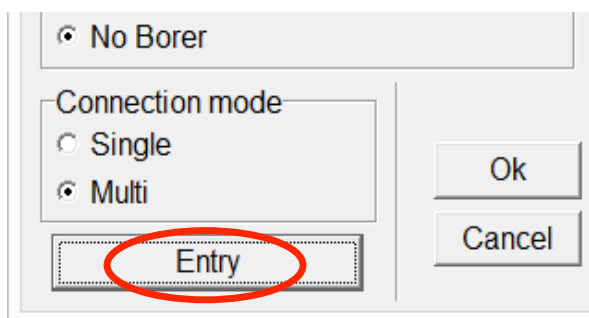 No Borer
Connection mode
Single
Multi
Entry
Ok
Cancel